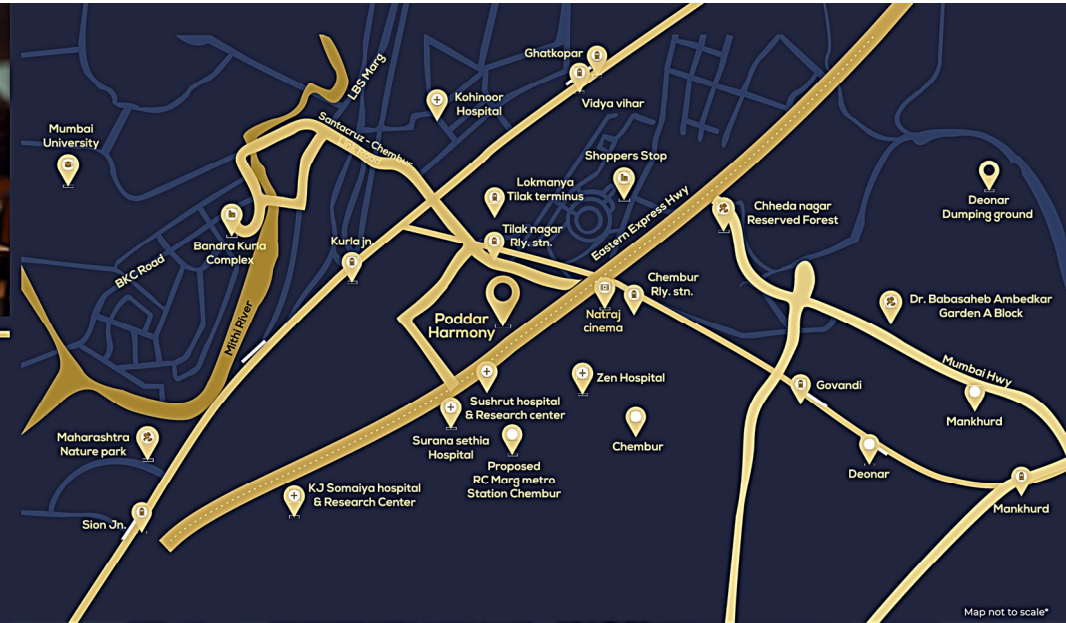 Ghatkopar
Vidya vihar
LBS Marg
Kohinoor
Hospital
Santacruz - Chembur
Link Road
Mumbai
University
Shoppers Stop
Lokmanya
Tilak terminus
Eastern Express Hwy
Deonar
Dumping ground
Chheda nagar
Reserved Forest
Tilak nagar
Rly. stn.
Kurla jn.
Bandra Kurla
Complex
BKC Road
Chembur
Rly. stn.
Dr. Babasaheb Ambedkar
Garden A Block
Poddar
Harmony
Natraj
cinema
Mithi River
Mumbai Hwy
Zen Hospital
Govandi
Sushrut hospital
& Research center
Mankhurd
Surana sethia
Hospital
Chembur
Maharashtra
Nature park
Proposed
RC Marg metro
Station Chembur
Deonar
KJ Somaiya hospital
& Research Center
Mankhurd
Sion Jn.
Map not to scale*